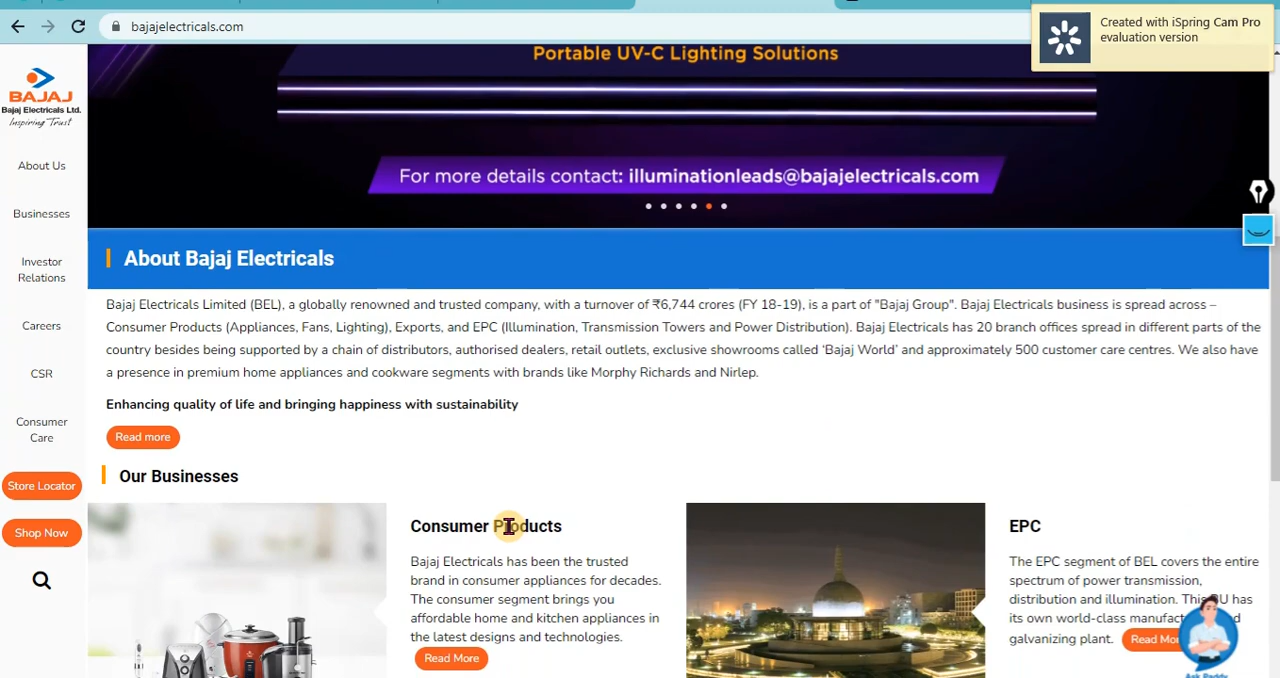 bajajelectricals.com
Created with iSpring Cam Pro
evaluation version
BAJAJ
Bajaj Electricals Ltd.
Inspiring Trust
About Us
Businesses
Investor
Relations
Careers
CSR
Consumer
Care
Store Locator
Shop Now
Portable UV-C Lighting Solutions
For more details contact: illuminationleads@bajajelectricals.com
About Bajaj Electricals
Bajaj Electricals Limited (BEL), a globally renowned and trusted company, with a turnover of ₹6,744 crores (FY 18-19), is a part of "Bajaj Group". Bajaj Electricals business is spread across –
Consumer Products (Appliances, Fans, Lighting), Exports, and EPC (Illumination, Transmission Towers and Power Distribution). Bajaj Electricals has 20 branch offices spread in different parts of the
country besides being supported by a chain of distributors, authorised dealers, retail outlets, exclusive showrooms called ‘Bajaj World’ and approximately 500 customer care centres. We also have
a presence in premium home appliances and cookware segments with brands like Morphy Richards and Nirlep.
Enhancing quality of life and bringing happiness with sustainability
Read more
Our Businesses
Consumer Products
Bajaj Electricals has been the trusted
brand in consumer appliances for decades.
The consumer segment brings you
affordable home and kitchen appliances in
the latest designs and technologies.
Read More
EPC
The EPC segment of BEL covers the entire
spectrum of power transmission,
distribution and illumination. This BU has
its own world-class
galvanizing plant.
Read More
Ask Paddy